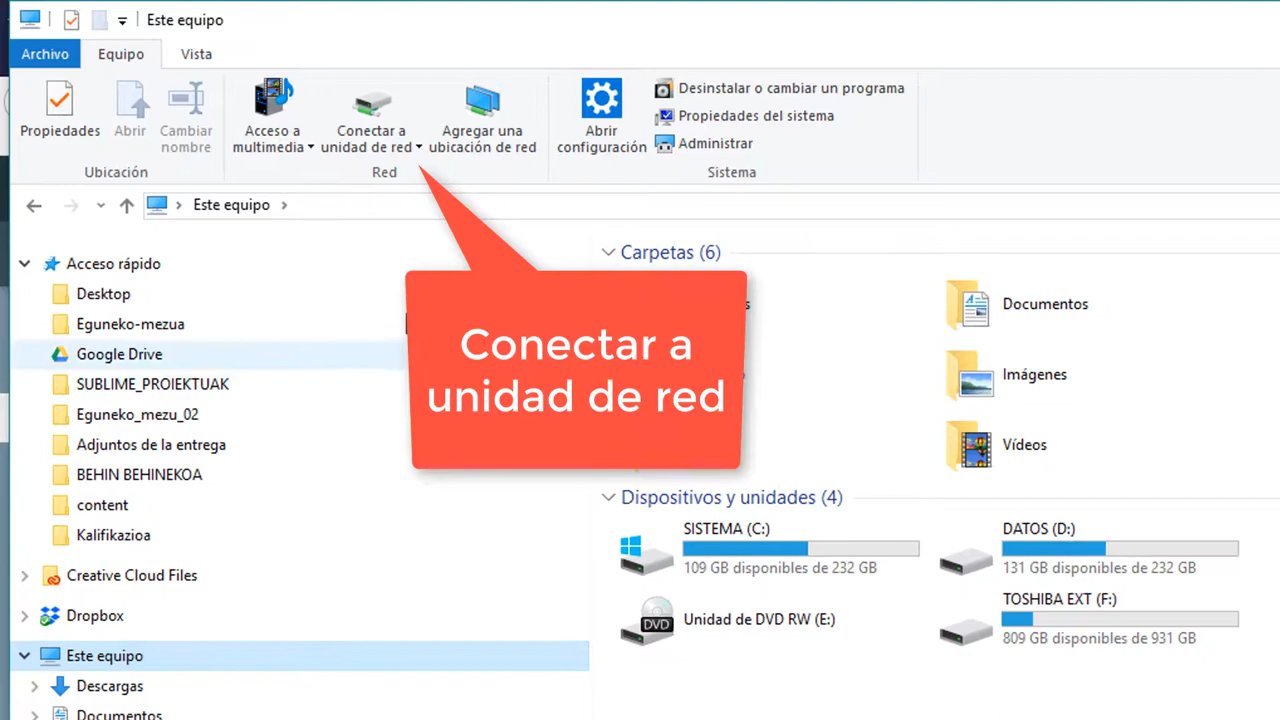 Este equipo
Archivo
Equipo
Vista
Propiedades
Abrir
Cambiar
nombre
Ubicación
Acceso a
multimedia
Conectar a
unidad de red
Agregar una
ubicación de red
Red
Abrir
configuración
Desinstalar o cambiar un programa
Propiedades del sistema
Administrar
Sistema
Este equipo
Acceso rápido
Desktop
Eguneko-mezua
Google Drive
SUBLIME_PROIEKTUAK
Eguneko_mezu_02
Adjuntos de la entrega
BEHIN BEHINEKOA
content
Kalifikazioa
Creative Cloud Files
Dropbox
Este equipo
Descargas
Documentos
Conectar a
unidad de red
Carpetas (6)
Documentos
Imágenes
Vídeos
Dispositivos y unidades (4)
SISTEMA (C:)
109 GB disponibles de 232 GB
DATOS (D:)
131 GB disponibles de 232 GB
DVD
Unidad de DVD RW (E:)
TOSHIBA EXT (F:)
809 GB disponibles de 931 GB